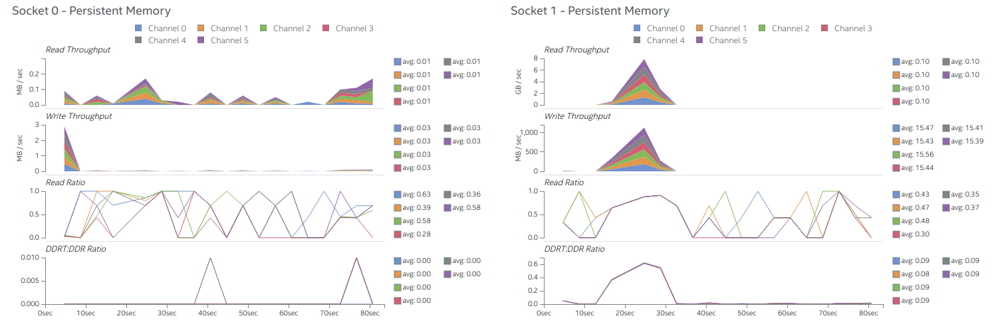 Socket 0 - Persistent Memory
Channel 0 Channel 1 Channel 2 Channel 3
Channel 4 Channel 5
Read Throughput
MB / sec
0.2
0.1
0.0
avg: 0.01 avg: 0.01
avg: 0.01 avg: 0.01
avg: 0.01
avg: 0.01
Write Throughput
MB / sec
3
2
1
0
avg: 0.03 avg: 0.03
avg: 0.03 avg: 0.03
avg: 0.03
avg: 0.03
Read Ratio
1.0
0.5
0.0
avg: 0.63 avg: 0.36
avg: 0.39 avg: 0.58
avg: 0.58
avg: 0.28
DDRT:DDR Ratio
0.010
0.005
0.000
avg: 0.00 avg: 0.00
avg: 0.00 avg: 0.00
avg: 0.00
avg: 0.00
0sec 10sec 20sec 30sec 40sec 50sec 60sec 70sec 80sec
Socket 1 - Persistent Memory
Channel 0 Channel 1 Channel 2 Channel 3
Channel 4 Channel 5
Read Throughput
GB / sec
8
6
4
2
0
avg: 0.10 avg: 0.10
avg: 0.10 avg: 0.10
avg: 0.10
avg: 0.10
Write Throughput
MB / sec
1,000
500
0
avg: 15.47 avg: 15.41
avg: 15.43 avg: 15.39
avg: 15.56
avg: 15.44
Read Ratio
1.0
0.5
0.0
avg: 0.43 avg: 0.35
avg: 0.47 avg: 0.37
avg: 0.48
avg: 0.30
DDRT:DDR Ratio
0.6
0.4
0.2
0.0
avg: 0.09 avg: 0.09
avg: 0.08 avg: 0.09
avg: 0.09
avg: 0.09
0sec 10sec 20sec 30sec 40sec 50sec 60sec 70sec 80sec